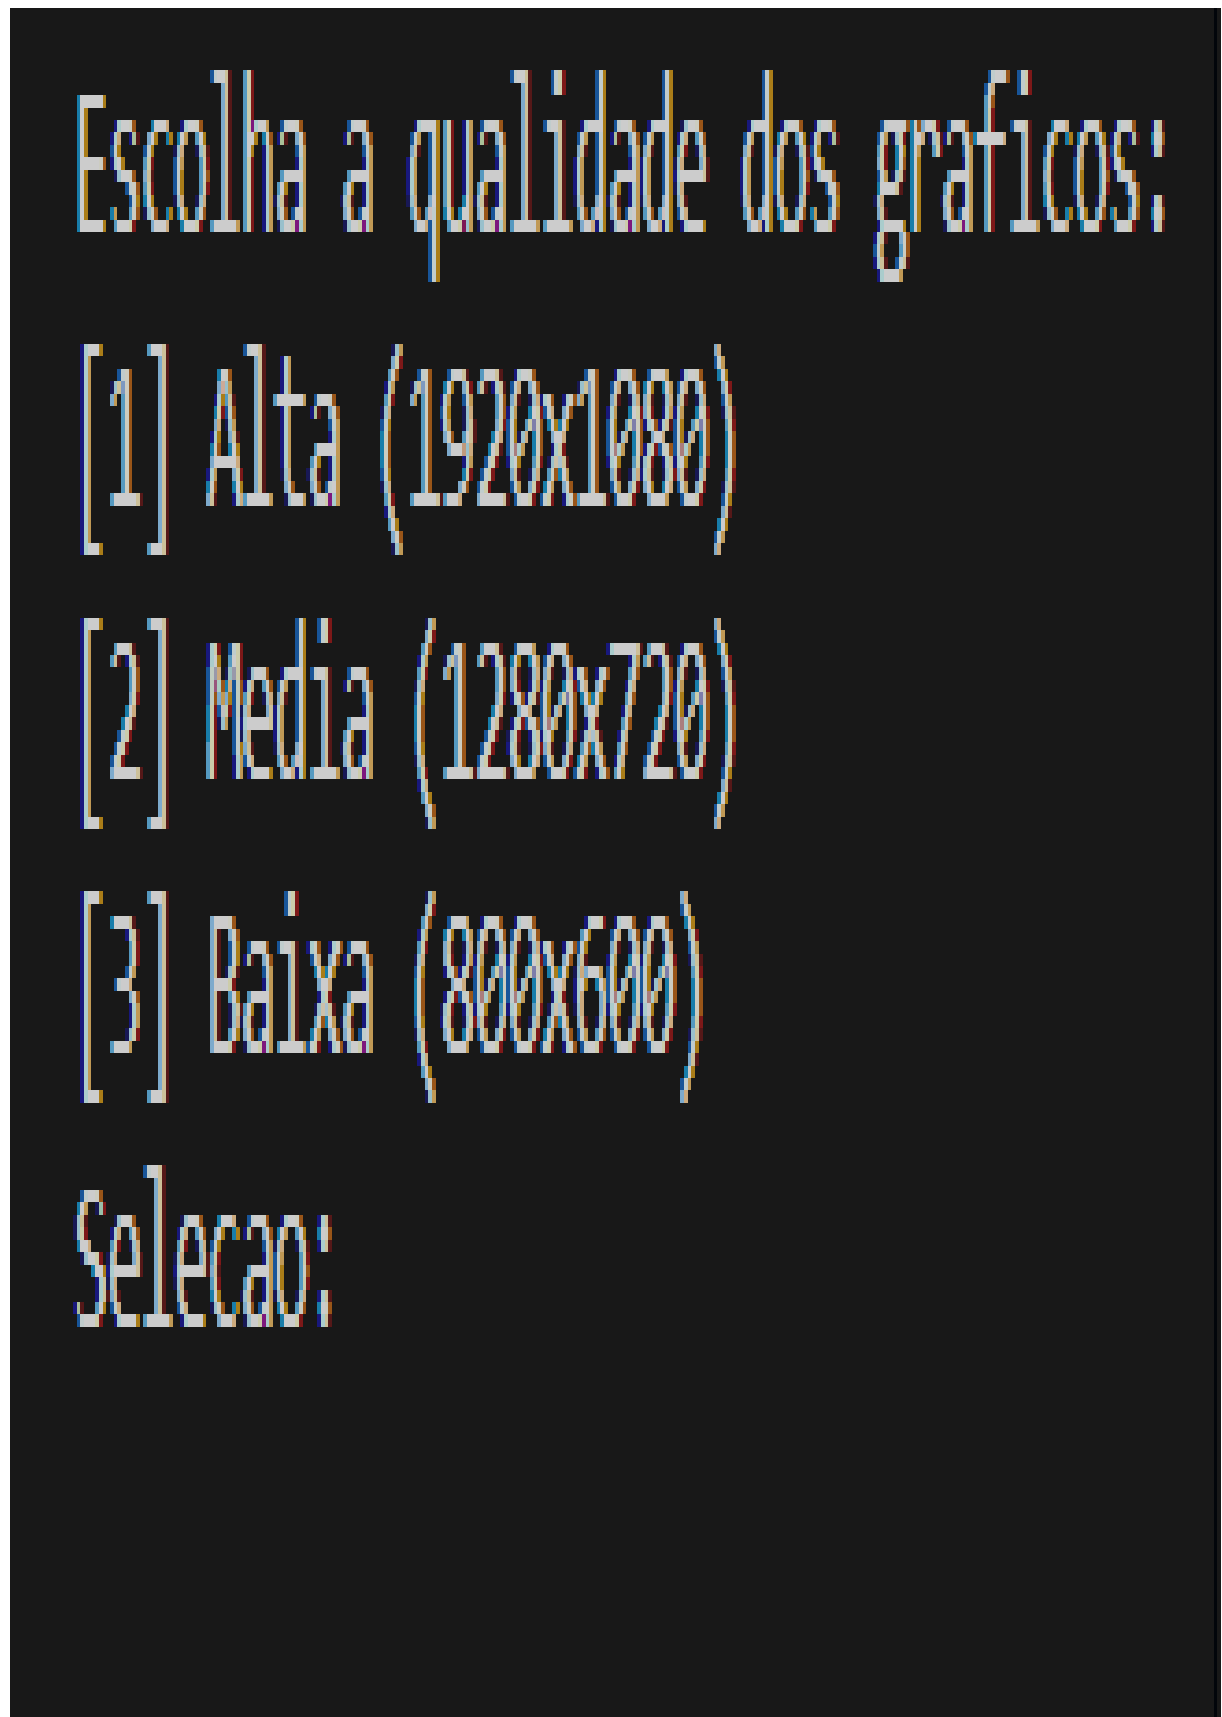 Escolha a qualidade dos graficos:
[1] Alta (1920x1080)
[2] Media (1280x720)
[3] Baixa (800x600)
Selecao: